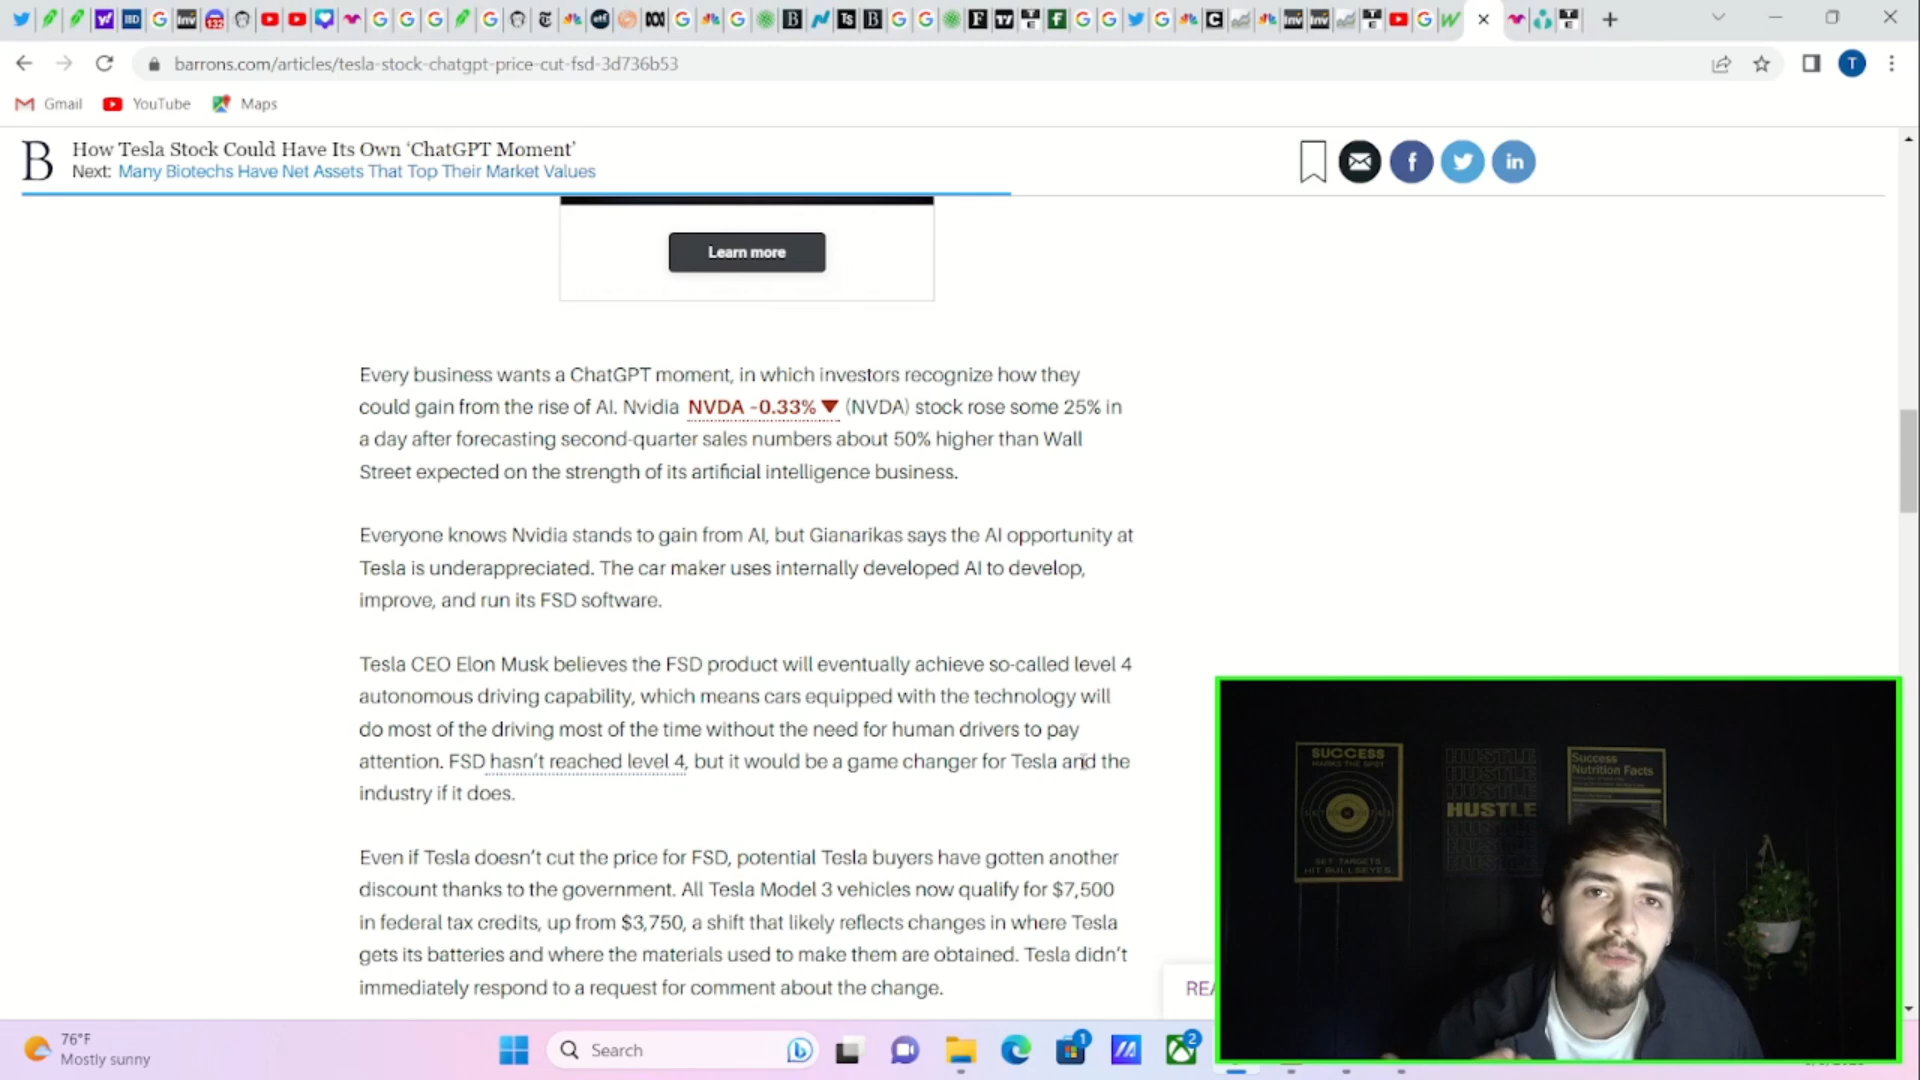 barrons.com/articles/tesla-stock-chatgpt-price-cut-fsd-3d736b53
T
Gmail
YouTube
Maps
B
How Tesla Stock Could Have Its Own ‘ChatGPT Moment’
Next: Many Biotechs Have Net Assets That Top Their Market Values
Learn more
Every business wants a ChatGPT moment, in which investors recognize how they
could gain from the rise of AI. Nvidia NVDA -0.33% ▼ (NVDA) stock rose some 25% in
a day after forecasting second-quarter sales numbers about 50% higher than Wall
Street expected on the strength of its artificial intelligence business.
Everyone knows Nvidia stands to gain from AI, but Gianarikas says the AI opportunity at
Tesla is underappreciated. The car maker uses internally developed AI to develop,
improve, and run its FSD software.
Tesla CEO Elon Musk believes the FSD product will eventually achieve so-called level 4
autonomous driving capability, which means cars equipped with the technology will
do most of the driving most of the time without the need for human drivers to pay
attention. FSD hasn’t reached level 4, but it would be a game changer for Tesla and the
industry if it does.
Even if Tesla doesn’t cut the price for FSD, potential Tesla buyers have gotten another
discount thanks to the government. All Tesla Model 3 vehicles now qualify for $7,500
in federal tax credits, up from $3,750, a shift that likely reflects changes in where Tesla
gets its batteries and where the materials used to make them are obtained. Tesla didn’t
immediately respond to a request for comment about the change.
SUCCESS
MARKS THE SPOT
SET TARGETS.
HIT BULLSEYES.
HUSTLE
HUSTLE
HUSTLE
HUSTLE
Success
Nutrition Facts
76°F
Mostly sunny
Search
1
2